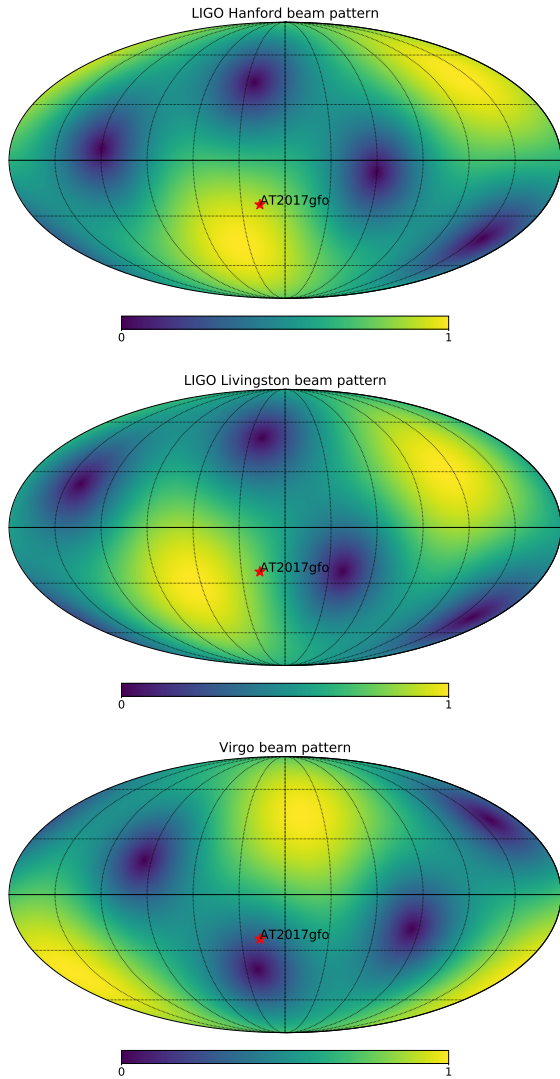 LIGO Hanford beam pattern
AT2017gfo
0 1
LIGO Livingston beam pattern
AT2017gfo
0 1
Virgo beam pattern
AT2017gfo
0 1